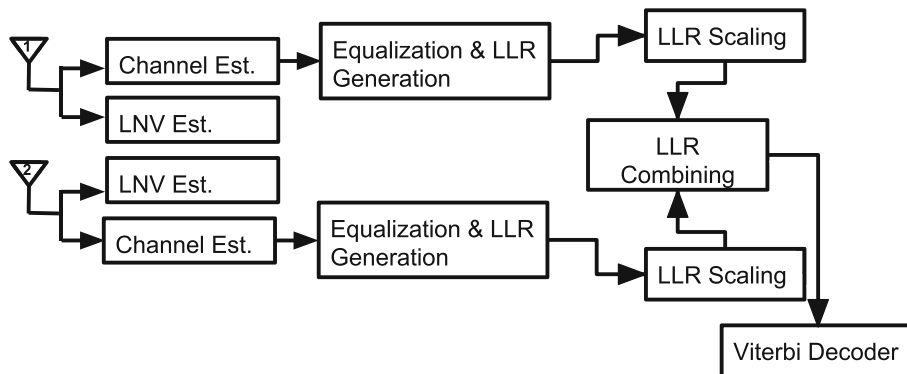 1
Channel Est.
LNV Est.
Equalization & LLR
Generation
LLR Scaling
LLR
Combining
2
LNV Est.
Channel Est.
Equalization & LLR
Generation
LLR Scaling
Viterbi Decoder